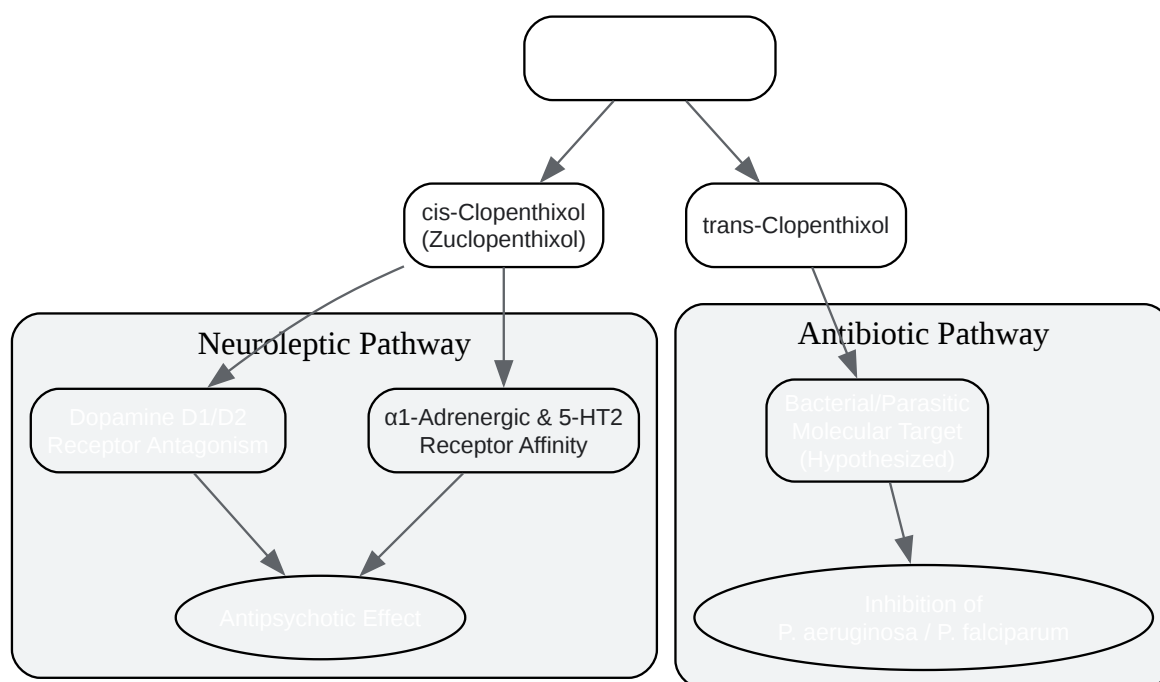 cis-Clopenthixol
(Zuclopenthixol)
trans-Clopenthixol
Neuroleptic Pathway
Antibiotic Pathway
Dopamine D1/D2
Receptor Antagonism
α1-Adrenergic & 5-HT2
Receptor Affinity
Bacterial/Parasitic
Molecular Target
(Hypothesized)
Antipsychotic Effect
Inhibition of
P. aeruginosa / P. falciparum